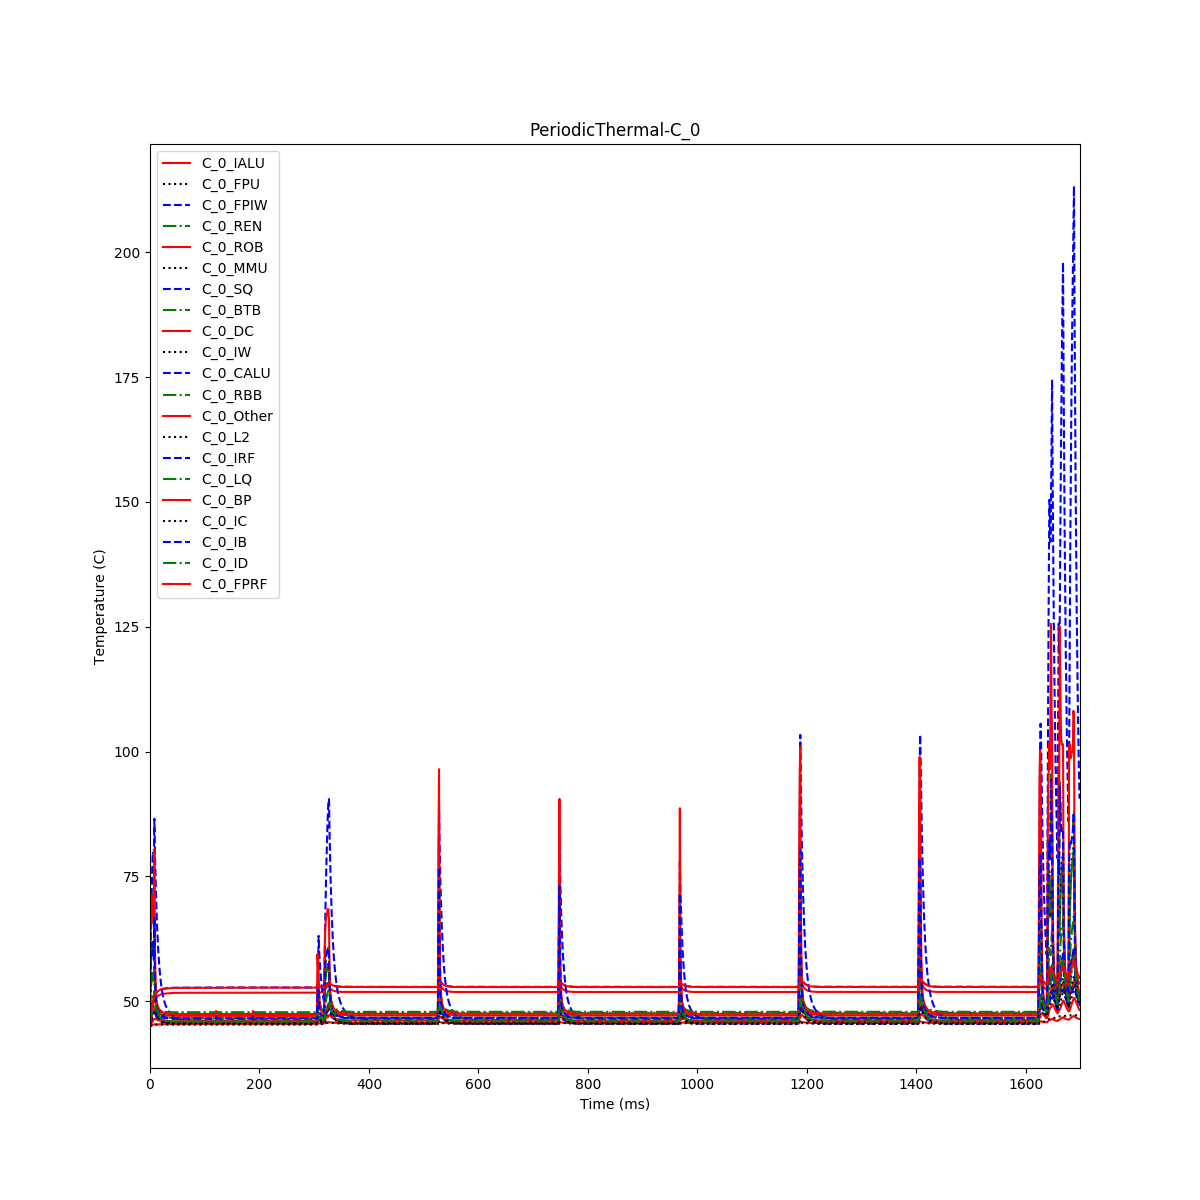 PeriodicThermal-C_0
C_0_IALU
C_0_FPU
C_0_FPIW
C_0_REN
C_0_ROB
C_0_MMU
C_0_SQ
C_0_BTB
C_0_DC
C_0_IW
C_0_CALU
C_0_RBB
C_0_Other
C_0_L2
C_0_IRF
C_0_LQ
C_0_BP
C_0_IC
C_0_IB
C_0_ID
C_0_FPRF
200
175
150
125
100
75
50
Temperature (C)
0 200 400 600 800 1000 1200 1400 1600
Time (ms)